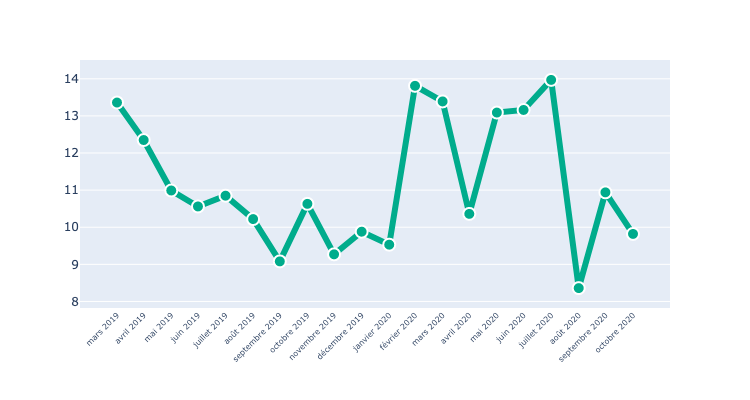 14
13
12
11
10
9
8
mars 2019
avril 2019
mai 2019
juin 2019
juillet 2019
août 2019
septembre 2019
octobre 2019
novembre 2019
décembre 2019
janvier 2020
février 2020
mars 2020
avril 2020
mai 2020
juin 2020
juillet 2020
août 2020
septembre 2020
octobre 2020